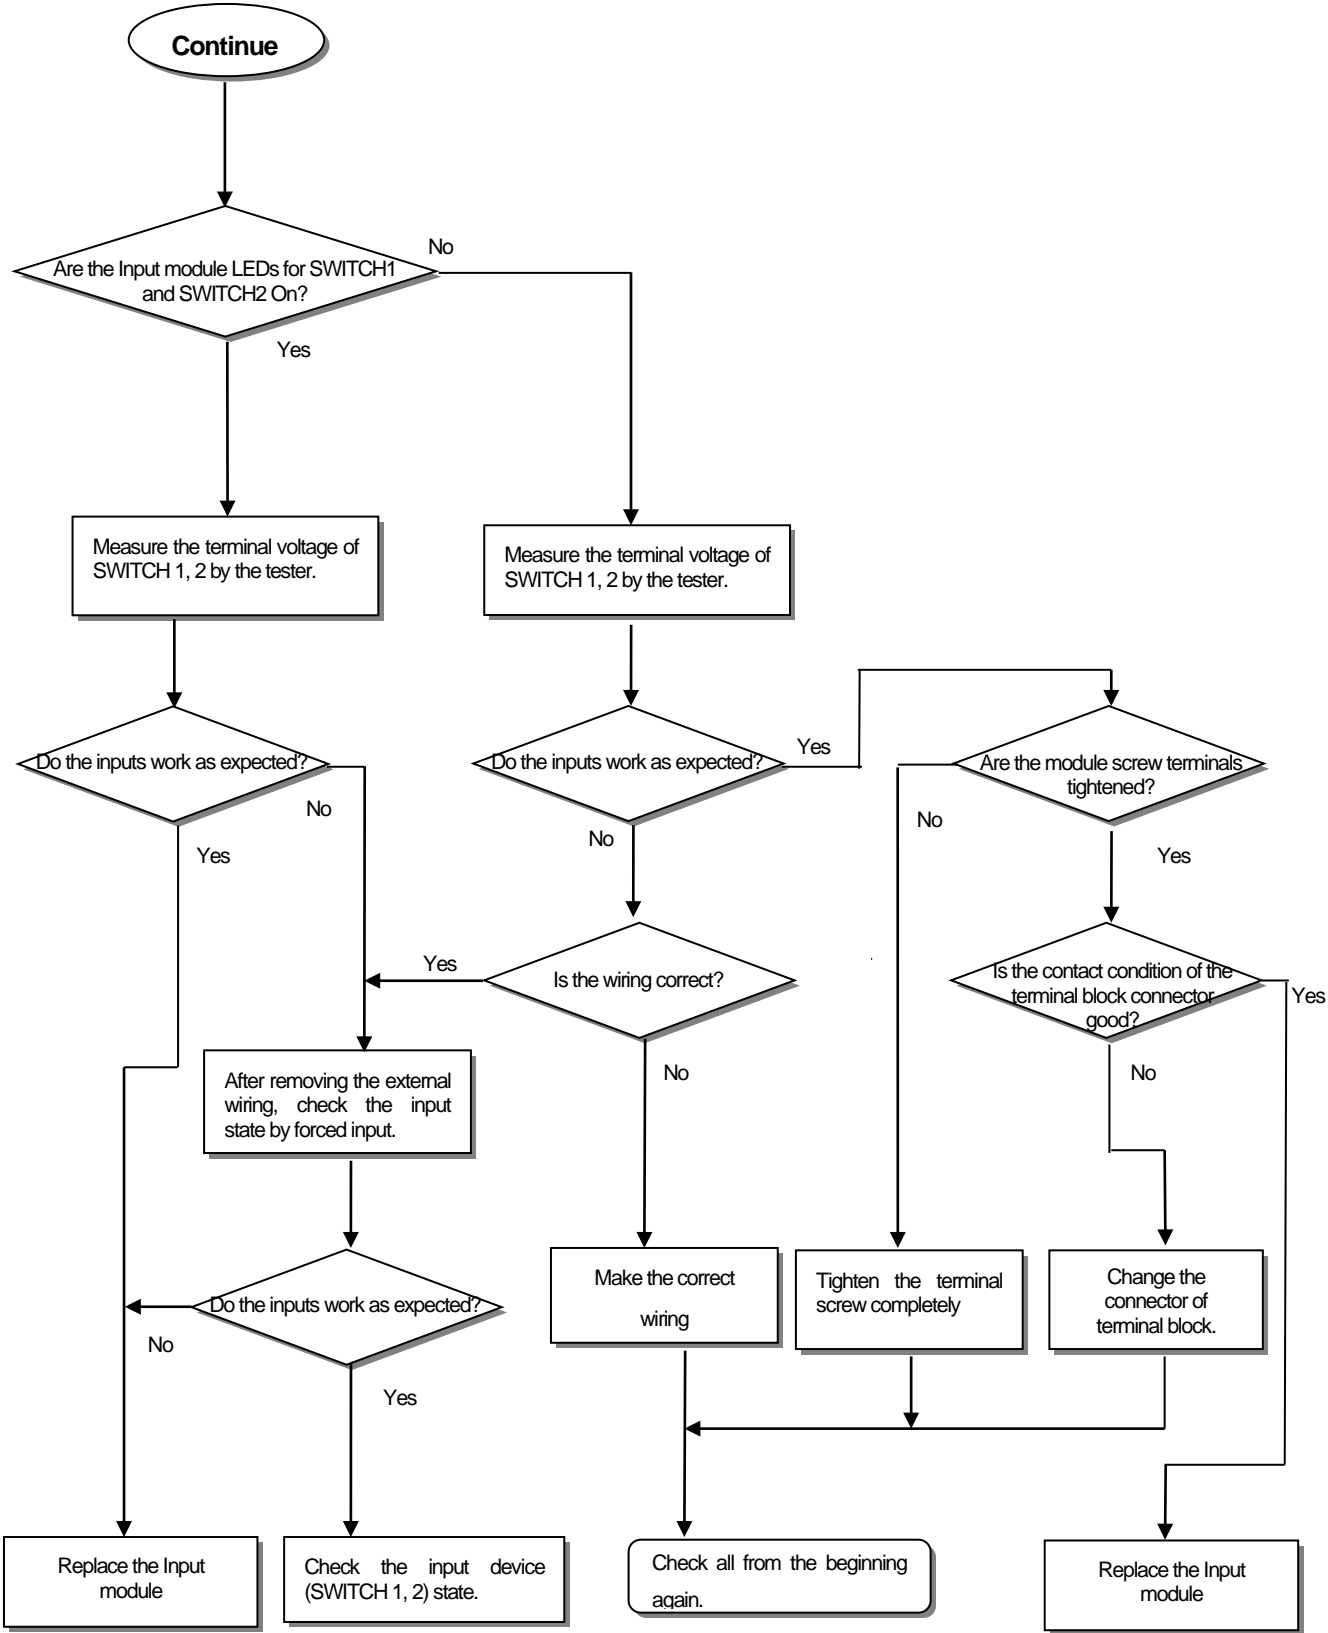 Continue
No
Are the Input module LEDs for SWITCH1
and SWITCH2 On?
Yes
Measure the terminal voltage of
SWITCH 1, 2 by the tester.
Measure the terminal voltage of
SWITCH 1, 2 by the tester.
Do the inputs work as expected?
No
Yes
Do the inputs work as expected?
Yes
No
Are the module screw terminals
tightened?
No
Yes
Yes
Is the wiring correct?
No
Is the contact condition of the
terminal block connector
good?
Yes
No
After removing the external
wiring, check the input
state by forced input.
Do the inputs work as expected?
No
Yes
Make the correct
wiring
Tighten the terminal
screw completely
Change the
connector of
terminal block.
Replace the Input
module
Check the input device
(SWITCH 1, 2) state.
Check all from the beginning
again.
Replace the Input
module